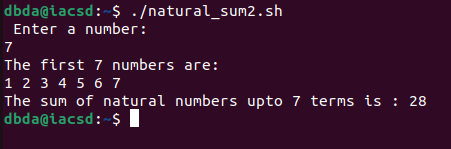 dbda@iacsd:~$ ./natural_sum2.sh
Enter a number:
7
The first 7 numbers are:
1 2 3 4 5 6 7
The sum of natural numbers upto 7 terms is : 28
dbda@iacsd:~$